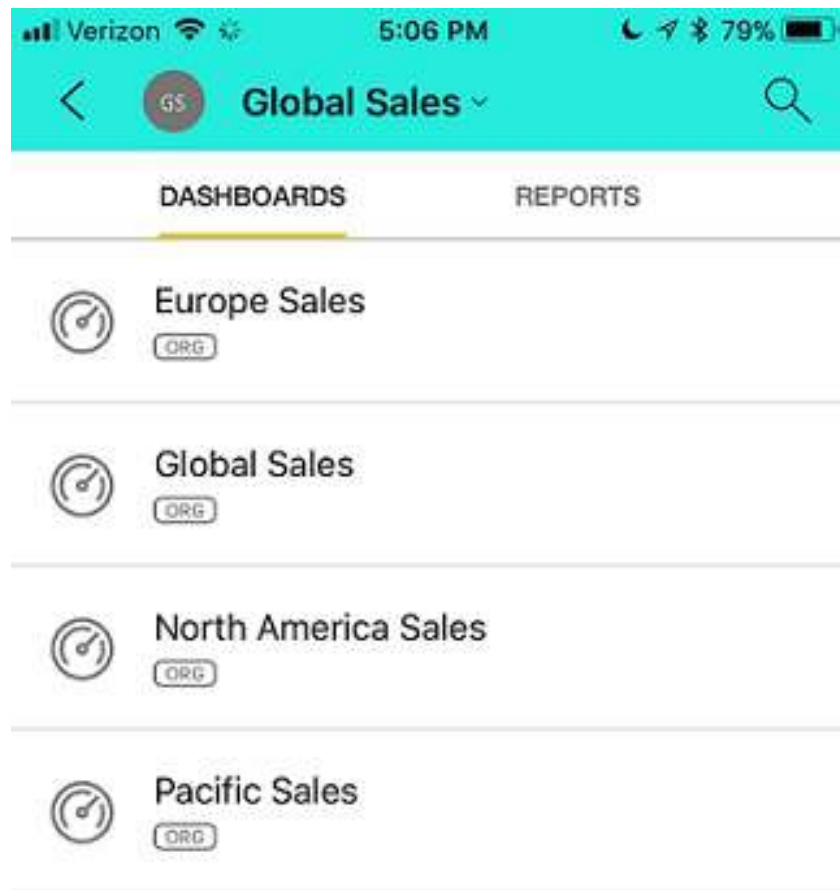 Verizon 5:06 PM 79%
GS Global Sales
DASHBOARDS REPORTS
Europe Sales
ORG
Global Sales
ORG
North America Sales
ORG
Pacific Sales
ORG